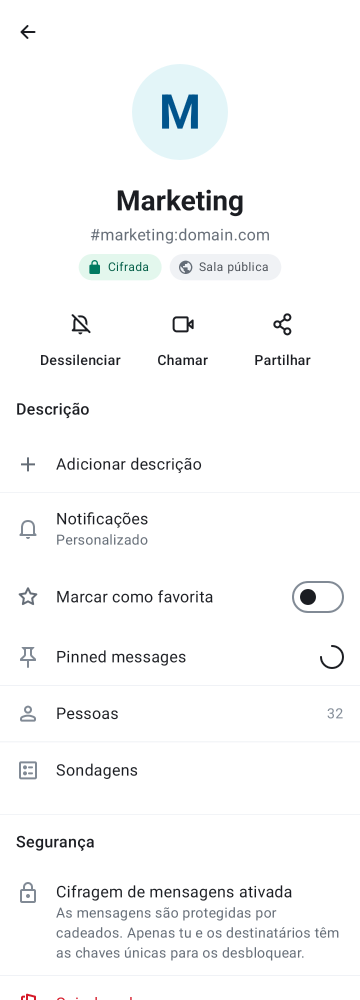 M
Marketing
#marketing:domain.com
Cifrada
Sala pública
Dessilenciar
Chamar
Partilhar
Descrição
Adicionar descrição
Notificações
Personalizado
Marcar como favorita
Pinned messages
Pessoas
32
Sondagens
Segurança
Cifragem de mensagens ativada
As mensagens são protegidas por
cadeados. Apenas tu e os destinatários têm
as chaves únicas para os desbloquear.